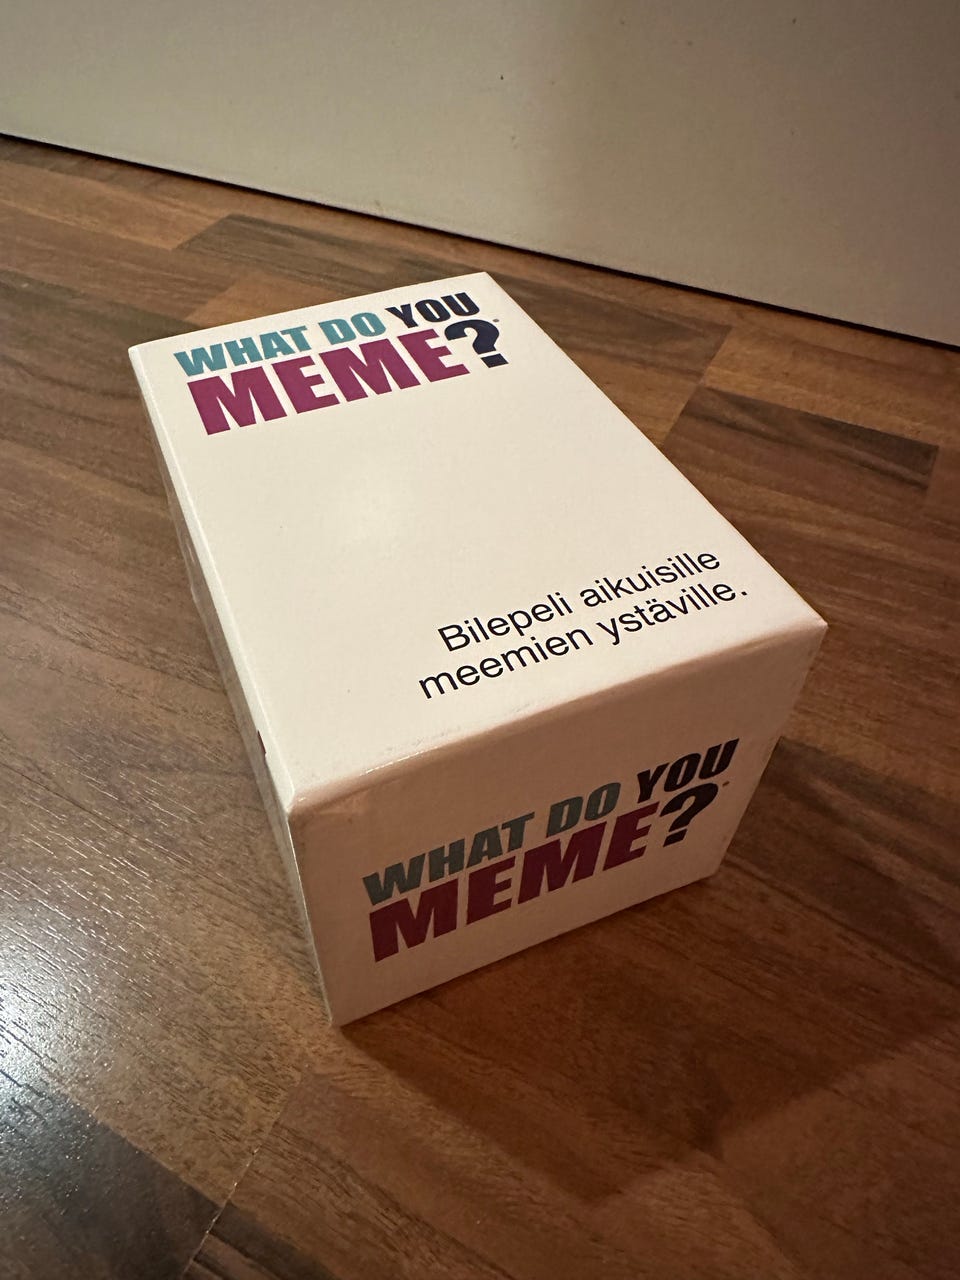 WHAT DO YOU
MEME?
Bilepeli aikuisille
meemien ystäville.
WHAT DO YOU
MEME?